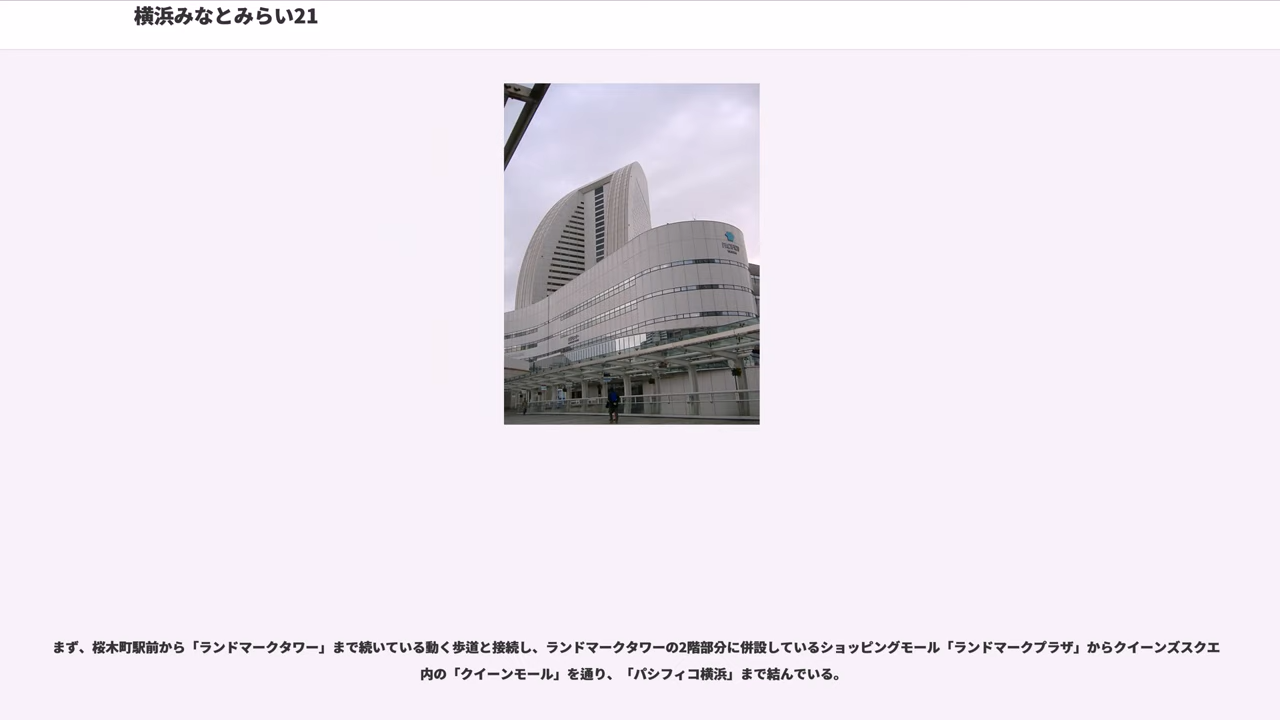 横浜みなとみらい21
まず、桜木町駅前から「ランドマークタワー」まで続いている動く歩道と接続し、ランドマークタワーの2階部分に併設しているショッピングモール「ランドマークプラザ」からクイーンズスクエ
内の「クイーンモール」を通り、「パシフィコ横浜」まで結んでいる。